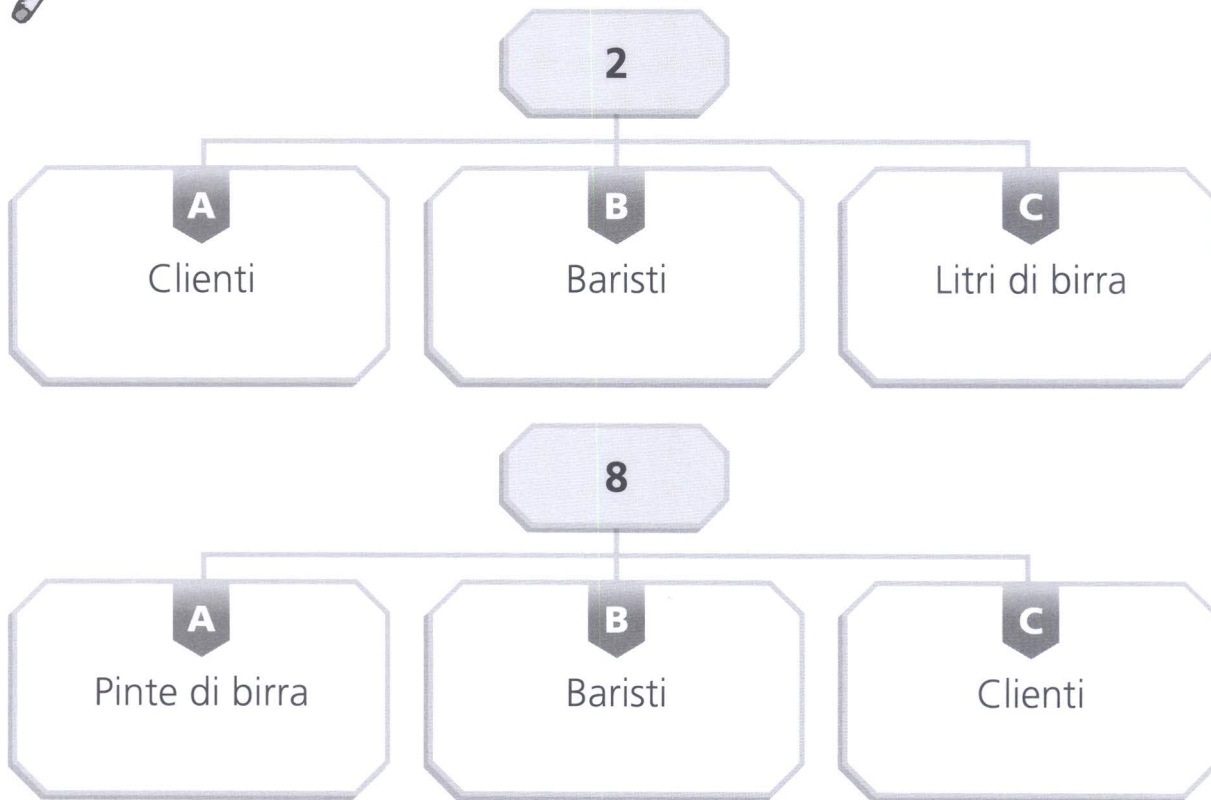 2
A
Clienti
B
Baristi
C
Litri di birra
8
A
Pinte di birra
B
Baristi
C
Clienti